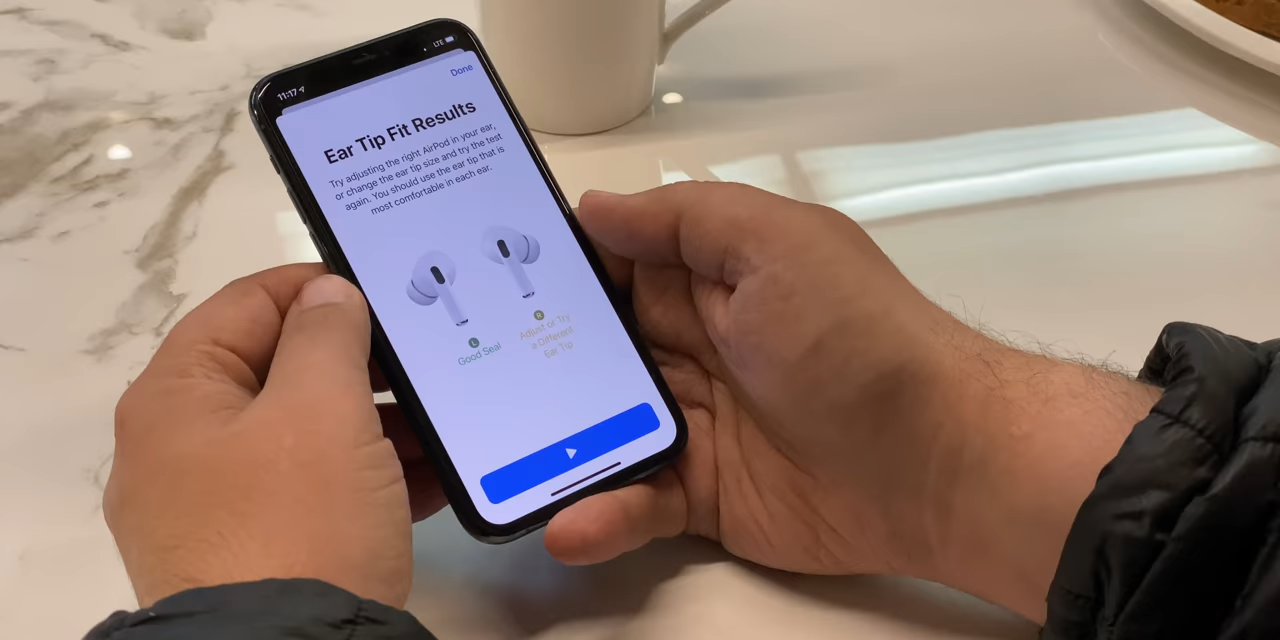 11:17
LTE
Done
Ear Tip Fit Results
Try adjusting the right AirPod in your ear,
or change the ear tip size and try the test
again. You should use the ear tip that is
most comfortable in each ear.
L
R
Good Seal
Adjust or Try
a Different
Ear Tip